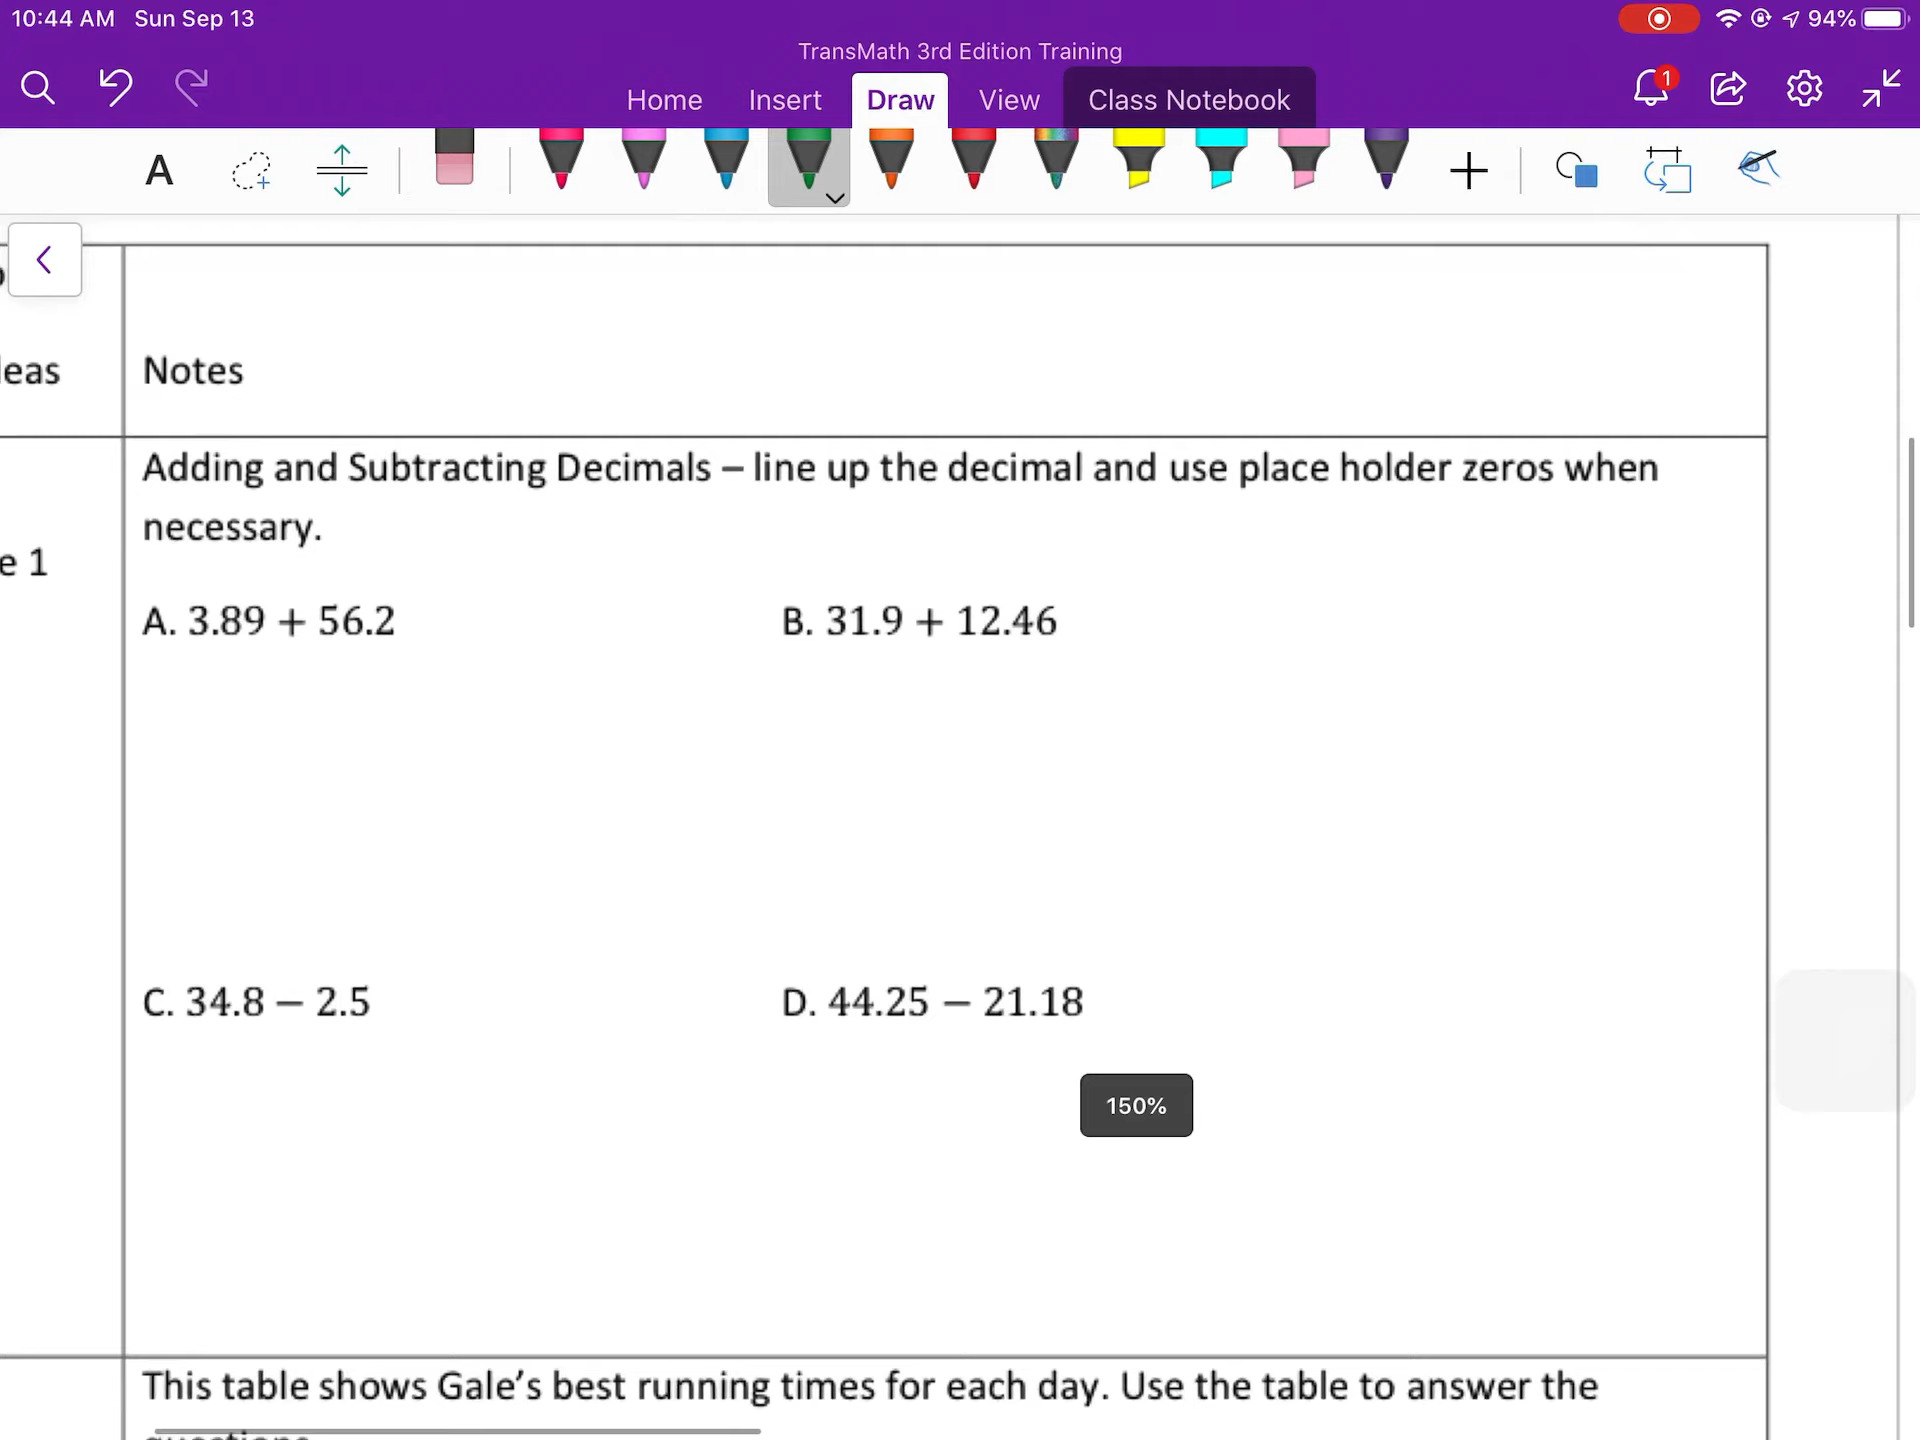 10:44 AM Sun Sep 13
94%
TransMath 3rd Edition Training
1
Home Insert Draw View Class Notebook
A
eas
Notes
Adding and Subtracting Decimals – line up the decimal and use place holder zeros when
necessary.
e 1
A. 3.89 + 56.2 B. 31.9 + 12.46
C. 34.8 − 2.5 D. 44.25 − 21.18
150%
This table shows Gale’s best running times for each day. Use the table to answer the